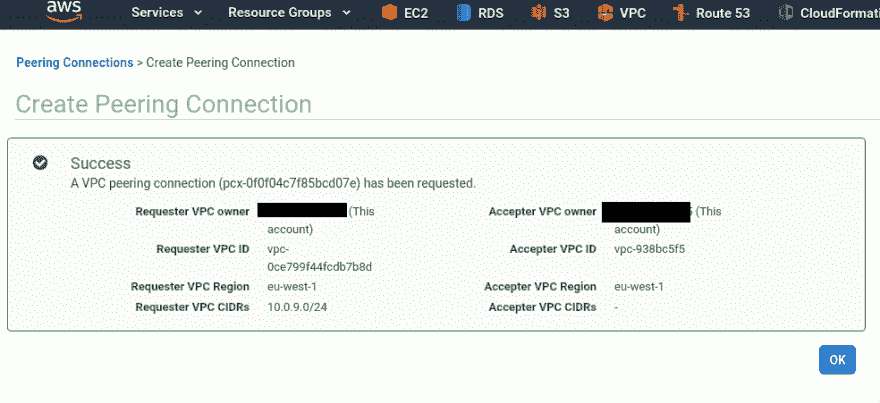 aws Services Resource Groups EC2 RDS S3 VPC Route 53 CloudFormati
Peering Connections > Create Peering Connection
Create Peering Connection
Success
A VPC peering connection (pcx-0f0f04c7f85bcd07e) has been requested.
Requester VPC owner (This account)
Requester VPC ID vpc-0ce799f44fcdb7b8d
Requester VPC Region eu-west-1
Requester VPC CIDRs 10.0.9.0/24
Accepter VPC owner (This account)
Accepter VPC ID vpc-938bc5f5
Accepter VPC Region eu-west-1
Accepter VPC CIDRs -
OK